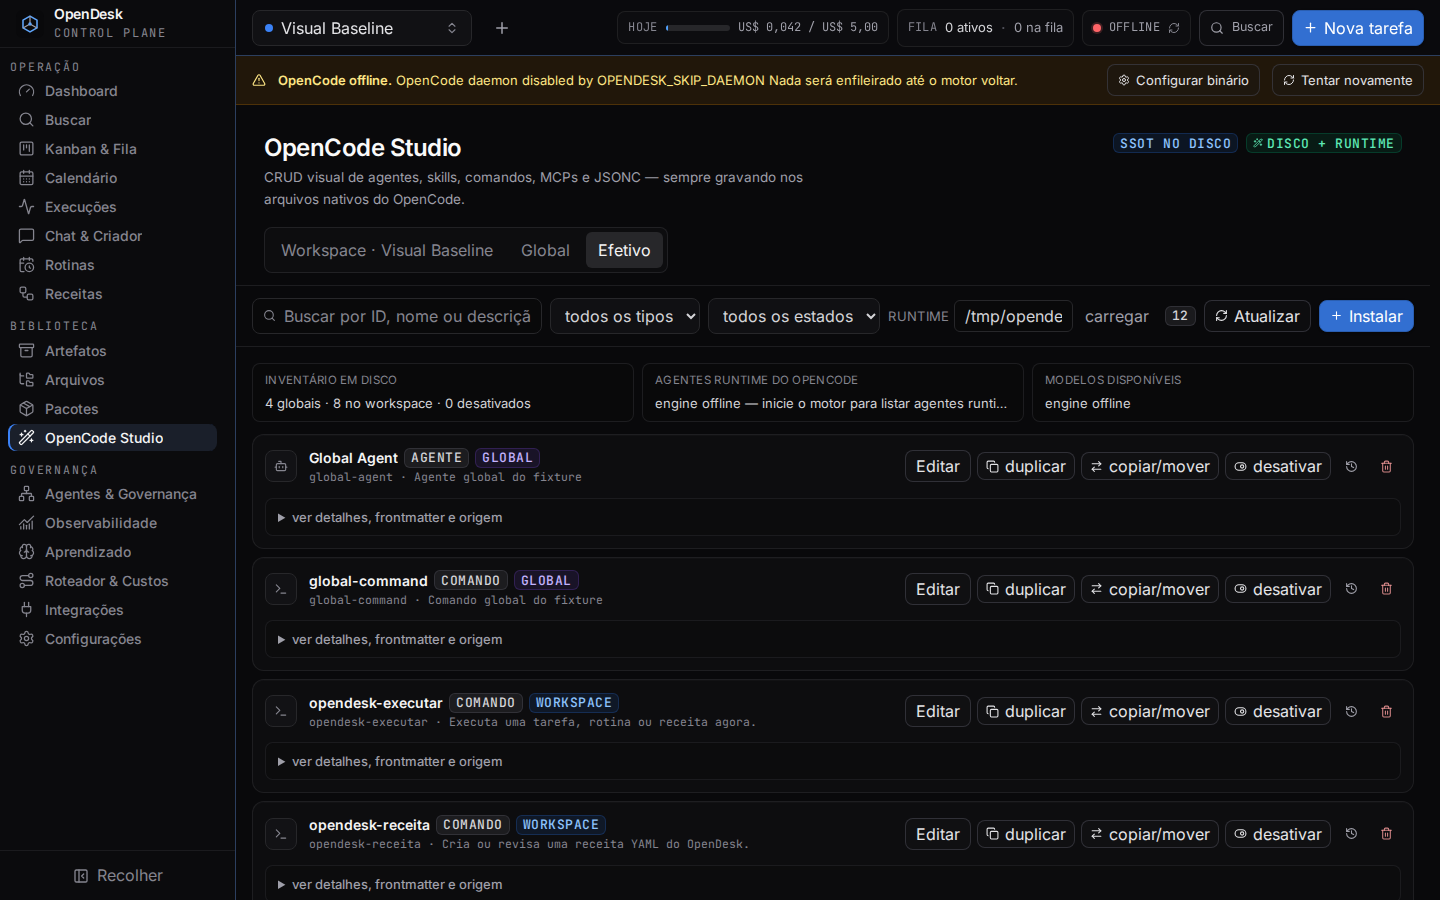 OpenDesk
CONTROL PLANE
OPERAÇÃO
Dashboard
Buscar
Kanban & Fila
Calendário
Execuções
Chat & Criador
Rotinas
Receitas
BIBLIOTECA
Artefatos
Arquivos
Pacotes
OpenCode Studio
GOVERNANÇA
Agentes & Governança
Observabilidade
Aprendizado
Roteador & Custos
Integrações
Configurações
Recolher
Visual Baseline
HOJE US$ 0,042 / US$ 5,00
FILA 0 ativos · 0 na fila
OFFLINE
Buscar
Nova tarefa
OpenCode offline. OpenCode daemon disabled by OPENDESK_SKIP_DAEMON Nada será enfileirado até o motor voltar.
Configurar binário
Tentar novamente
OpenCode Studio
SSOT NO DISCO
DISCO + RUNTIME
CRUD visual de agentes, skills, comandos, MCPs e JSONC — sempre gravando nos
arquivos nativos do OpenCode.
Workspace · Visual Baseline Global Efetivo
Buscar por ID, nome ou descriçã
todos os tipos
todos os estados
RUNTIME /tmp/opende carregar 12 Atualizar Instalar
INVENTÁRIO EM DISCO
4 globais · 8 no workspace · 0 desativados
AGENTES RUNTIME DO OPENCODE
engine offline — inicie o motor para listar agentes runti...
MODELOS DISPONÍVEIS
engine offline
Global Agent AGENTE GLOBAL
global-agent · Agente global do fixture
Editar duplicar copiar/mover desativar
ver detalhes, frontmatter e origem
global-command COMANDO GLOBAL
global-command · Comando global do fixture
Editar duplicar copiar/mover desativar
ver detalhes, frontmatter e origem
opendesk-executar COMANDO WORKSPACE
opendesk-executar · Executa uma tarefa, rotina ou receita agora.
Editar duplicar copiar/mover desativar
ver detalhes, frontmatter e origem
opendesk-receita COMANDO WORKSPACE
opendesk-receita · Cria ou revisa uma receita YAML do OpenDesk.
Editar duplicar copiar/mover desativar
ver detalhes, frontmatter e origem